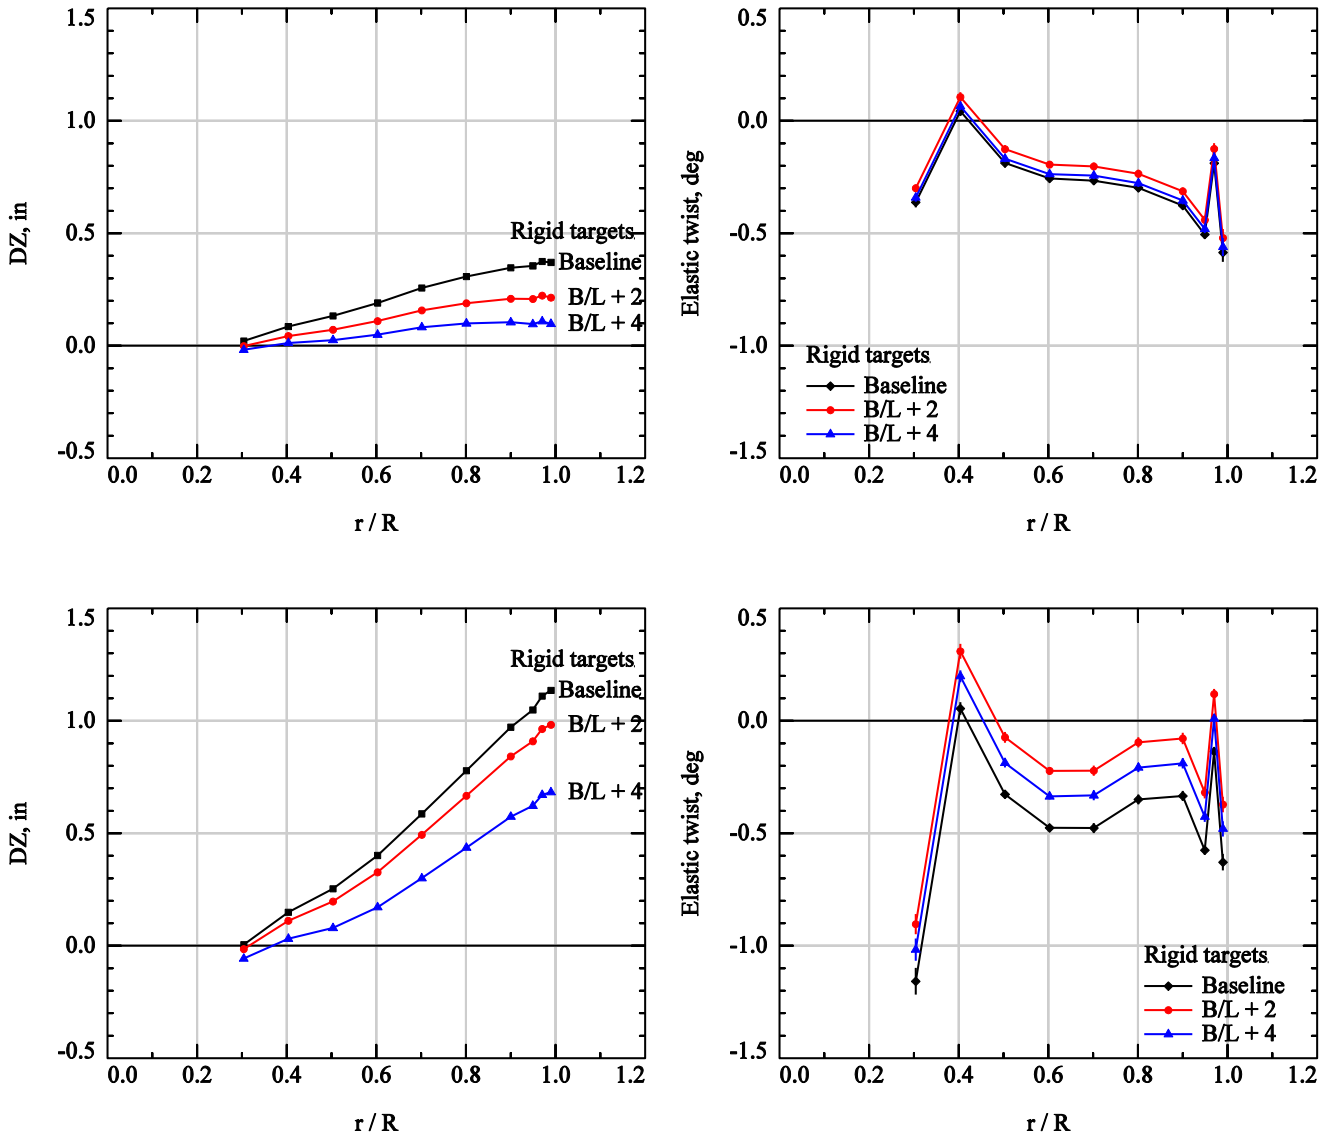 1.5
1.0
0.5
0.0
-0.5
DZ, in
Rigid targets
Baseline
B/L + 2
B/L + 4
0.0 0.2 0.4 0.6 0.8 1.0 1.2
r / R
0.5
0.0
-0.5
-1.0
-1.5
Elastic twist, deg
Rigid targets
Baseline
B/L + 2
B/L + 4
0.0 0.2 0.4 0.6 0.8 1.0 1.2
r / R
1.5
1.0
0.5
0.0
-0.5
DZ, in
Rigid targets
Baseline
B/L + 2
B/L + 4
0.0 0.2 0.4 0.6 0.8 1.0 1.2
r / R
0.5
0.0
-0.5
-1.0
-1.5
Elastic twist, deg
Rigid targets
Baseline
B/L + 2
B/L + 4
0.0 0.2 0.4 0.6 0.8 1.0 1.2
r / R